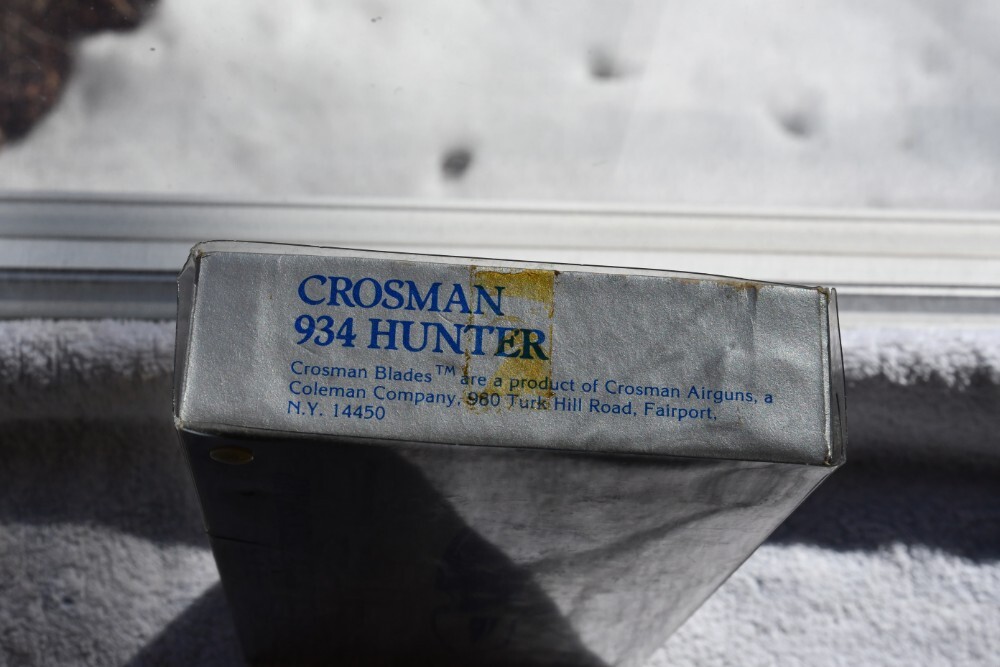 CROSMAN
934 HUNTER
Crosman Blades™ are a product of Crosman Airguns, a
Coleman Company, 980 Turk Hill Road, Fairport,
N.Y. 14450